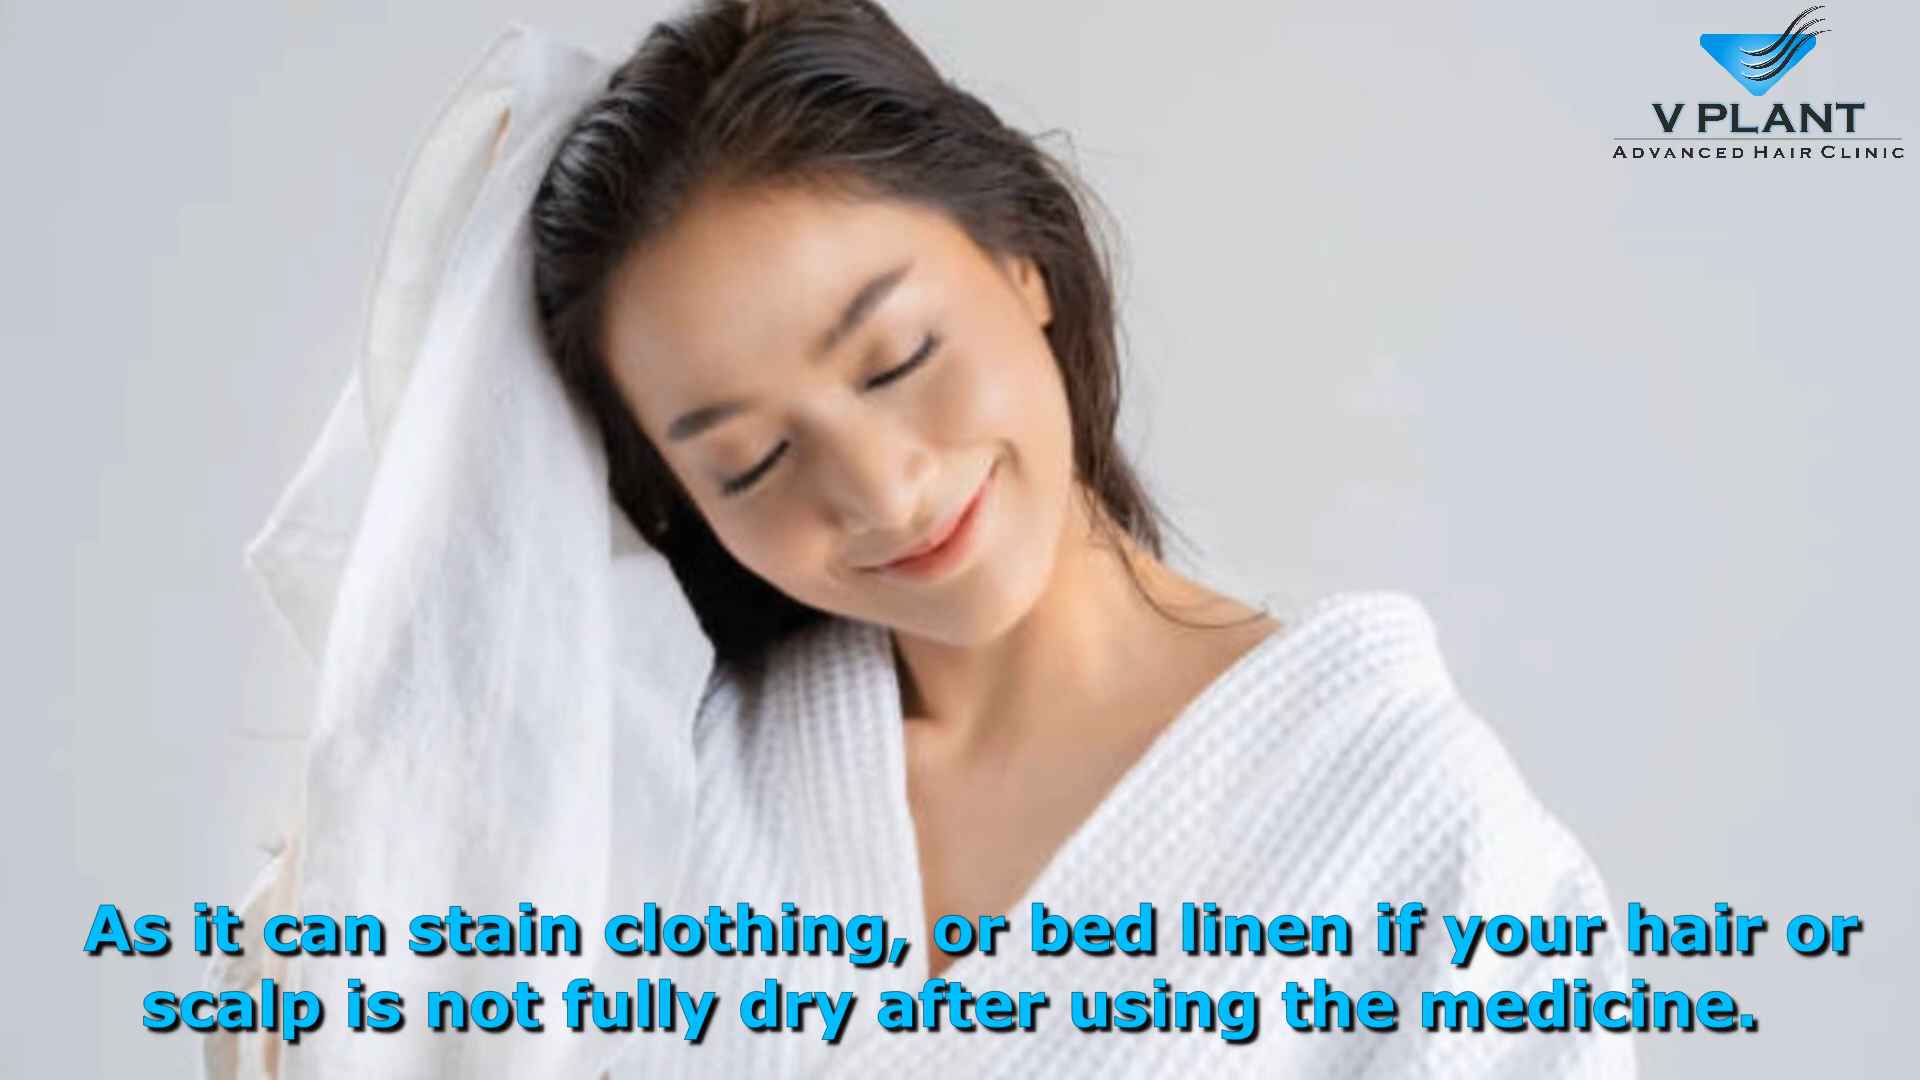 V PLANT
ADVANCED HAIR CLINIC
As it can stain clothing, or bed linen if your hair or
scalp is not fully dry after using the medicine.